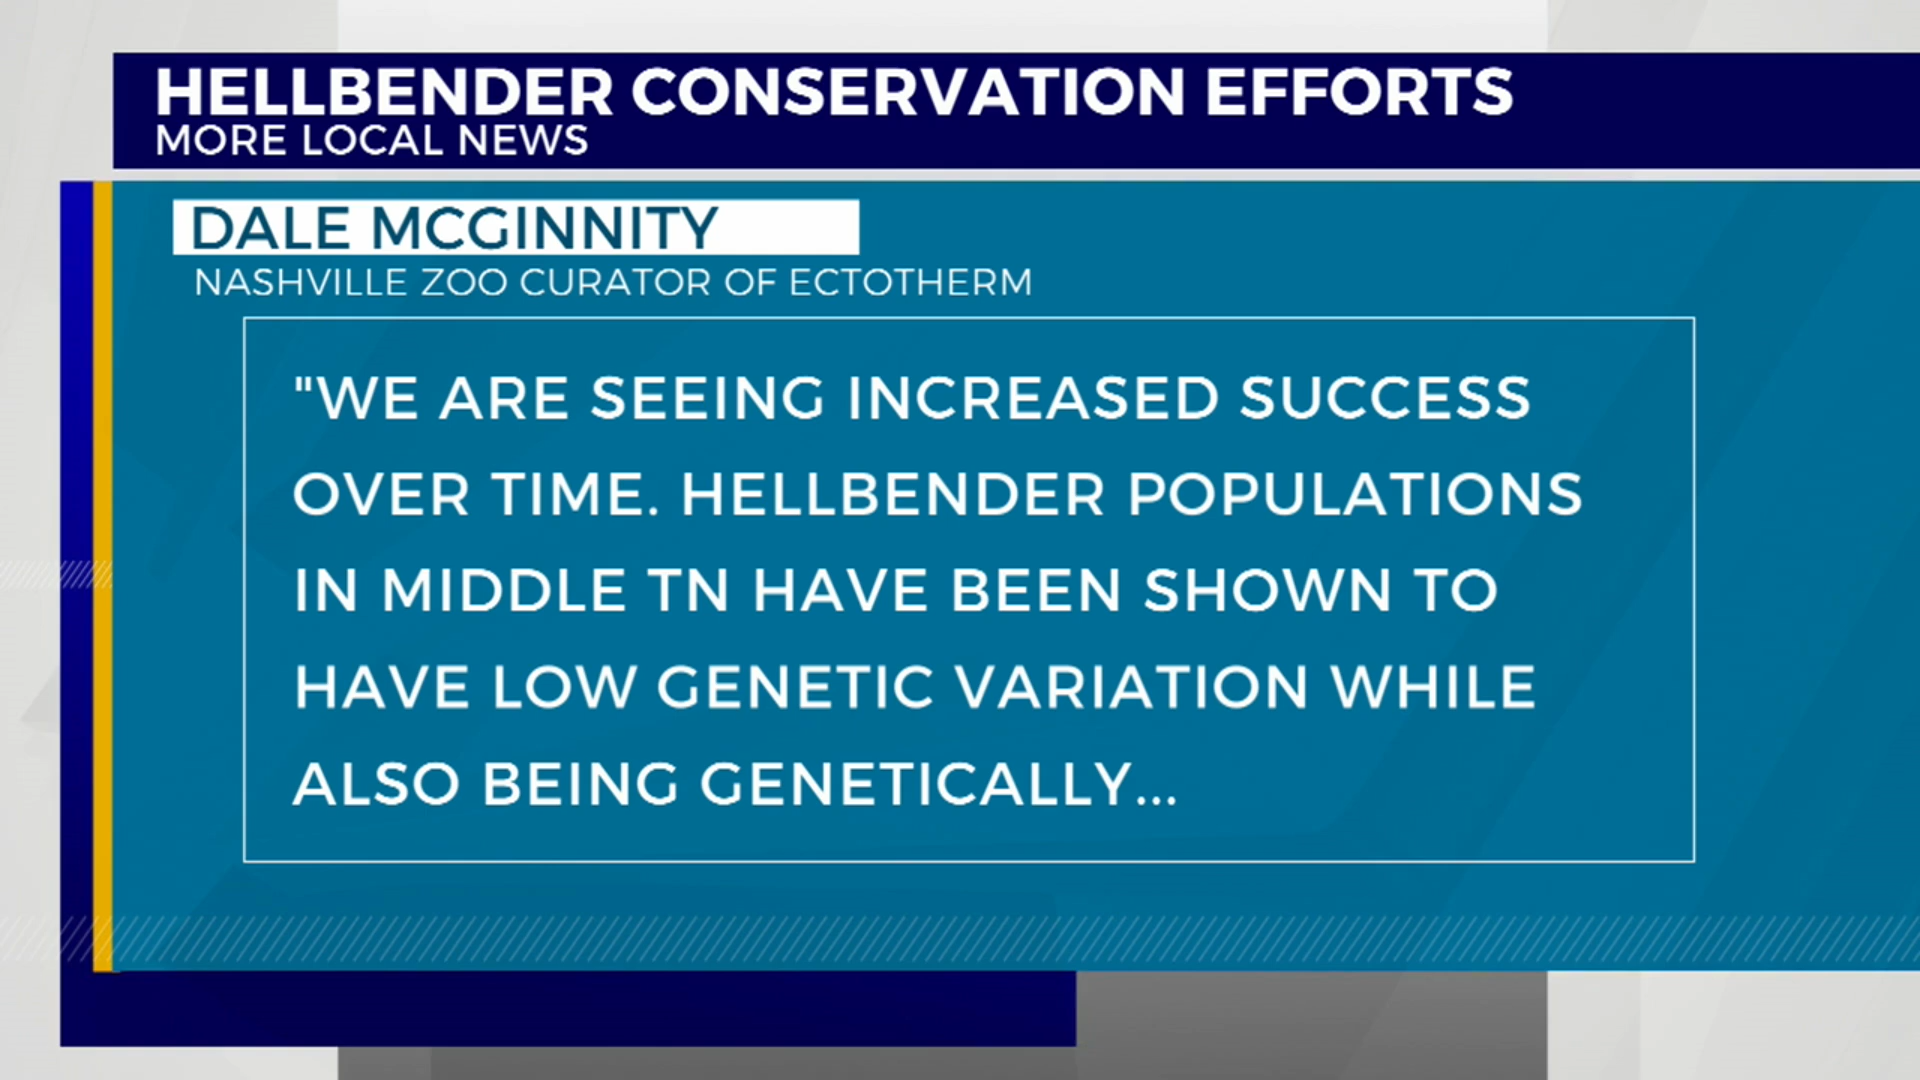 HELLBENDER CONSERVATION EFFORTS
MORE LOCAL NEWS
DALE MCGINNITY
NASHVILLE ZOO CURATOR OF ECTOTHERM
"WE ARE SEEING INCREASED SUCCESS
OVER TIME. HELLBENDER POPULATIONS
IN MIDDLE TN HAVE BEEN SHOWN TO
HAVE LOW GENETIC VARIATION WHILE
ALSO BEING GENETICALLY...